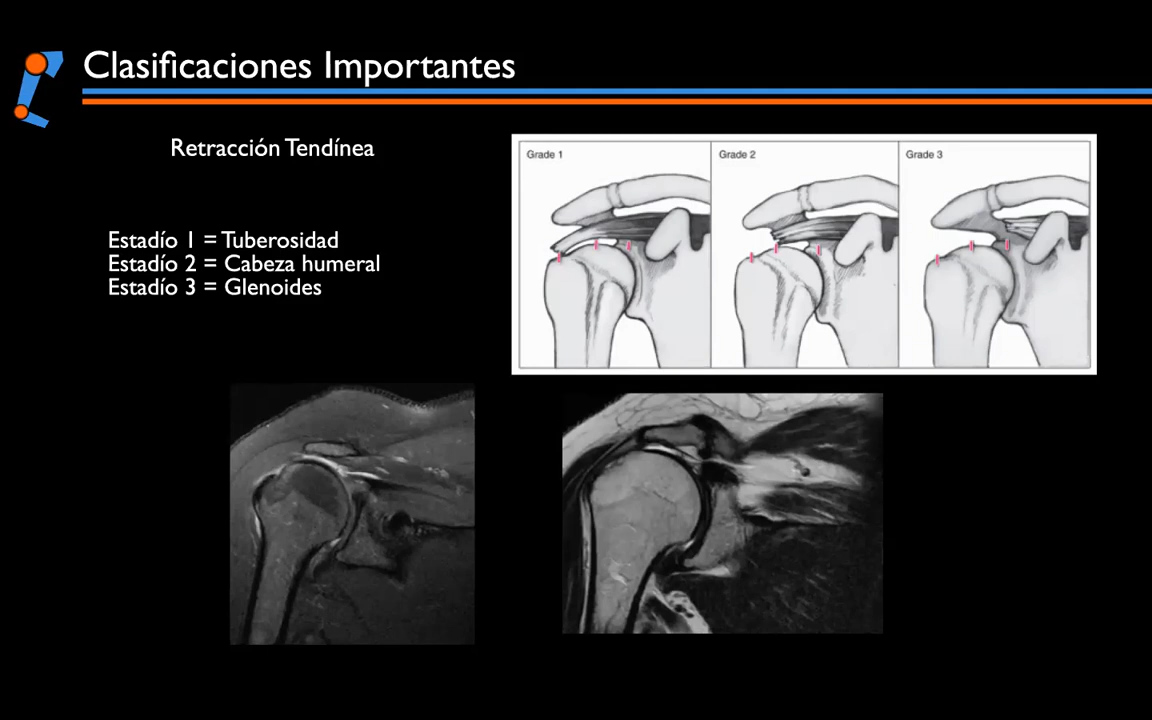 Clasificaciones Importantes
Retracción Tendínea
Estadío 1 = Tuberosidad
Estadío 2 = Cabeza humeral
Estadío 3 = Glenoides
Grade 1
Grade 2
Grade 3